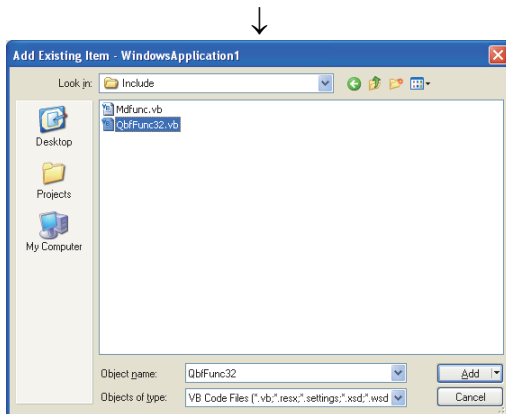 Add Existing Item - WindowsApplication1
Look in: Include
Mdfunc.vb
QbfFunc32.vb
Desktop
Projects
My Computer
Object name: QbfFunc32 Add
Objects of type: VB Code Files (*.vb;*.resx;*.settings;*.xsd;*.wsd Cancel